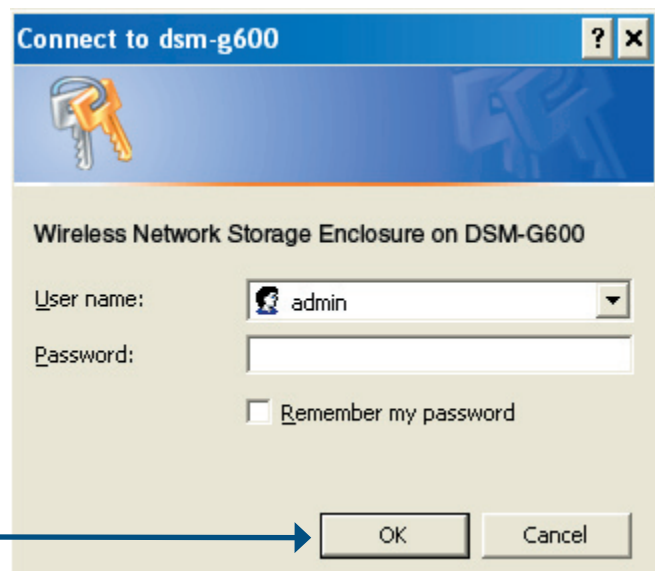 Connect to dsm-g600
Wireless Network Storage Enclosure on DSM-G600
User name:
admin
Password:
Remember my password
OK
Cancel